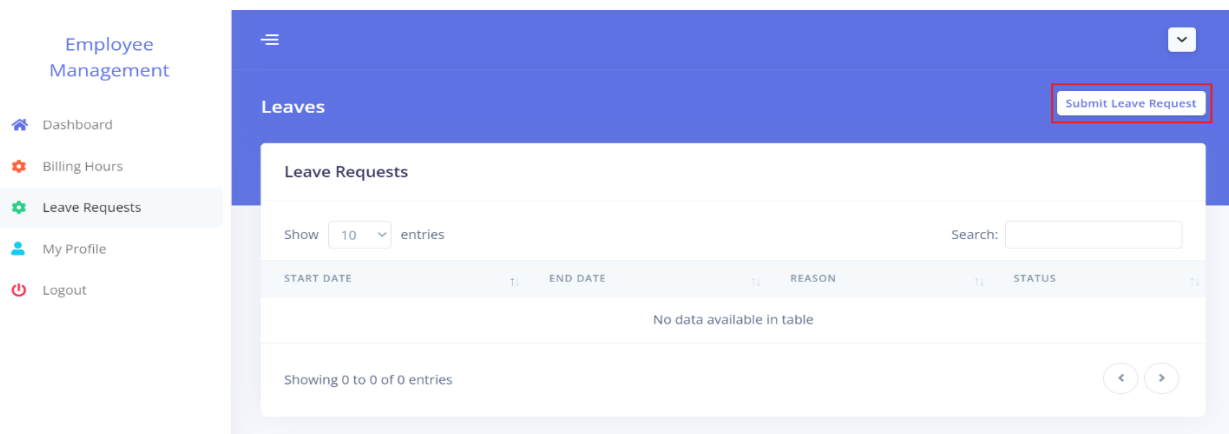 Employee
Management
Dashboard
Billing Hours
Leave Requests
My Profile
Logout
Leaves
Submit Leave Request
Leave Requests
Show 10 entries Search:
START DATE END DATE REASON STATUS
No data available in table
Showing 0 to 0 of 0 entries